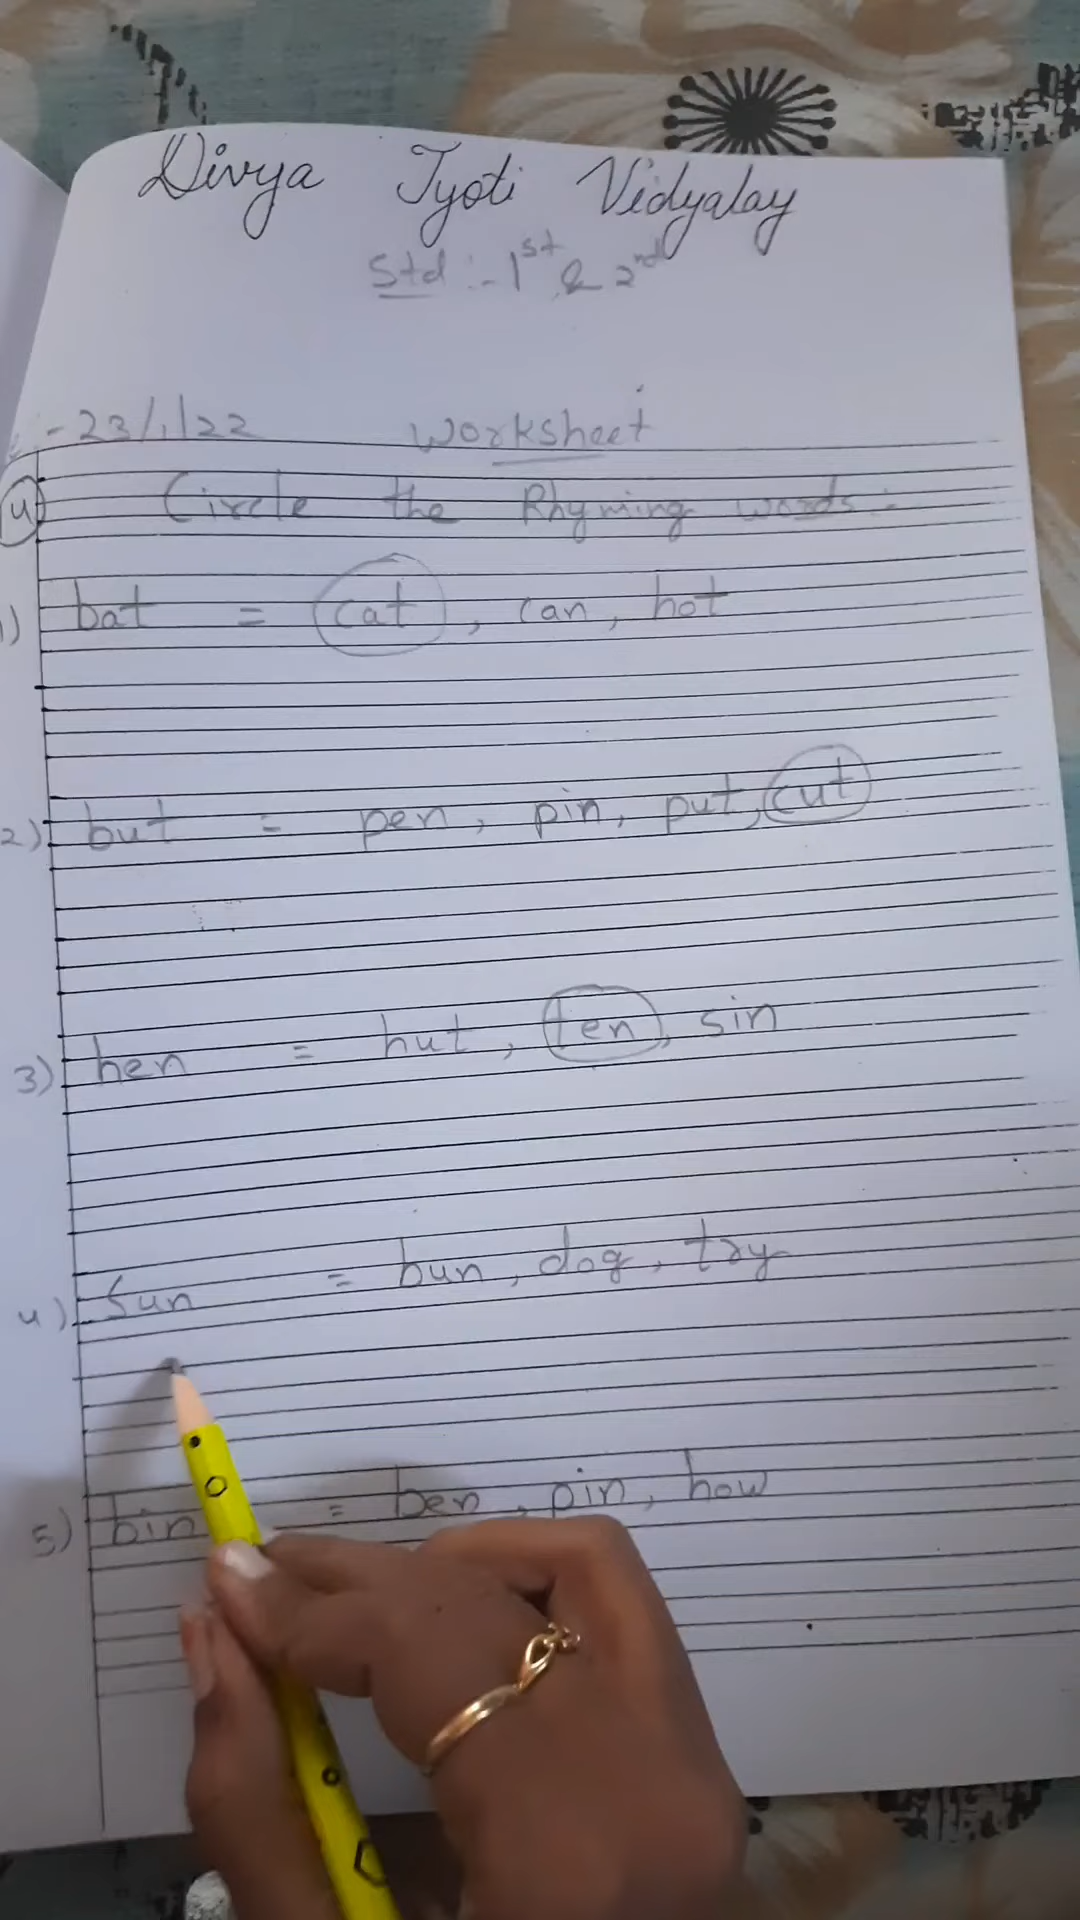 Divya Jyoti Vidyalay
Std :- 1st & 2nd
:- 23/1/22 Worksheet
4) Circle the Rhyming words :-
1) bat = cat, can, hot
2) but = pen, pin, put, cut
3) hen = hut, ten, sin
4) Sun = bun, dog, try
5) bin = ben, pin, how